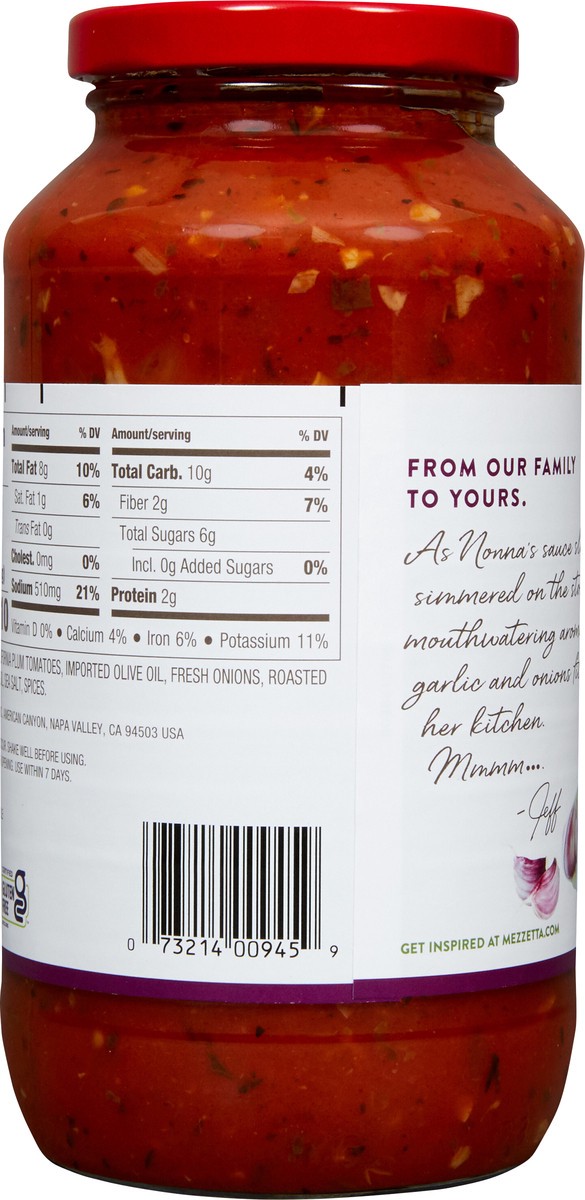 Amount/serving % DV Amount/serving % DV
Total Fat 8g 10% Total Carb. 10g 4%
Sat. Fat 1g 6% Fiber 2g 7%
Trans Fat 0g Total Sugars 6g
Cholest. 0mg 0% Incl. 0g Added Sugars 0%
Sodium 510mg 21% Protein 2g
Vitamin D 0% • Calcium 4% • Iron 6% • Potassium 11%
PLUM TOMATOES, IMPORTED OLIVE OIL, FRESH ONIONS, ROASTED
SEA SALT, SPICES.
AMERICAN CANYON, NAPA VALLEY, CA 94503 USA
SHAKE WELL BEFORE USING.
USE WITHIN 7 DAYS.
CERTIFIED
GLUTEN
FREE
0 73214 00945 9
FROM OUR FAMILY
TO YOURS.
As Nonna's sauce
simmered on the
mouthwatering
garlic and onions
her kitchen.
Mmmm...
-Jeff
GET INSPIRED AT MEZZETTA.COM